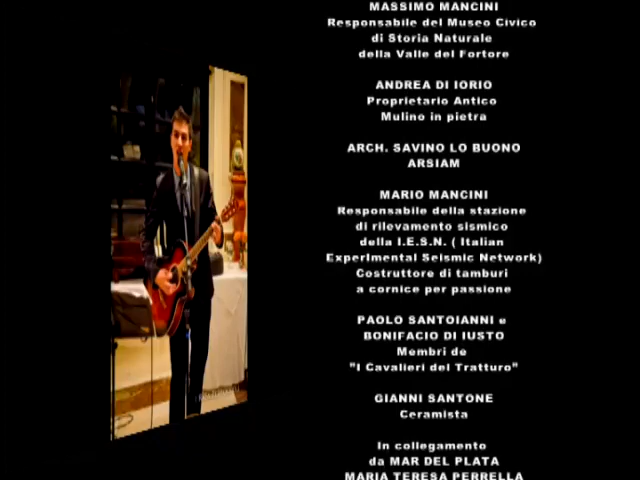 MASSIMO MANCINI
Responsabile del Museo Civico
di Storia Naturale
della Valle del Fortore
ANDREA DI IORIO
Proprietario Antico
Mulino in pietra
ARCH. SAVINO LO BUONO
ARSIAM
MARIO MANCINI
Responsabile della stazione
di rilevamento sismico
della I.E.S.N. ( Italian
Experimental Seismic Network)
Costruttore di tamburi
a cornice per passione
PAOLO SANTOIANNI e
BONIFACIO DI IUSTO
Membri de
"I Cavalieri del Tratturo"
GIANNI SANTONE
Ceramista
In collegamento
da MAR DEL PLATA
MARIA TERESA PERRELLA